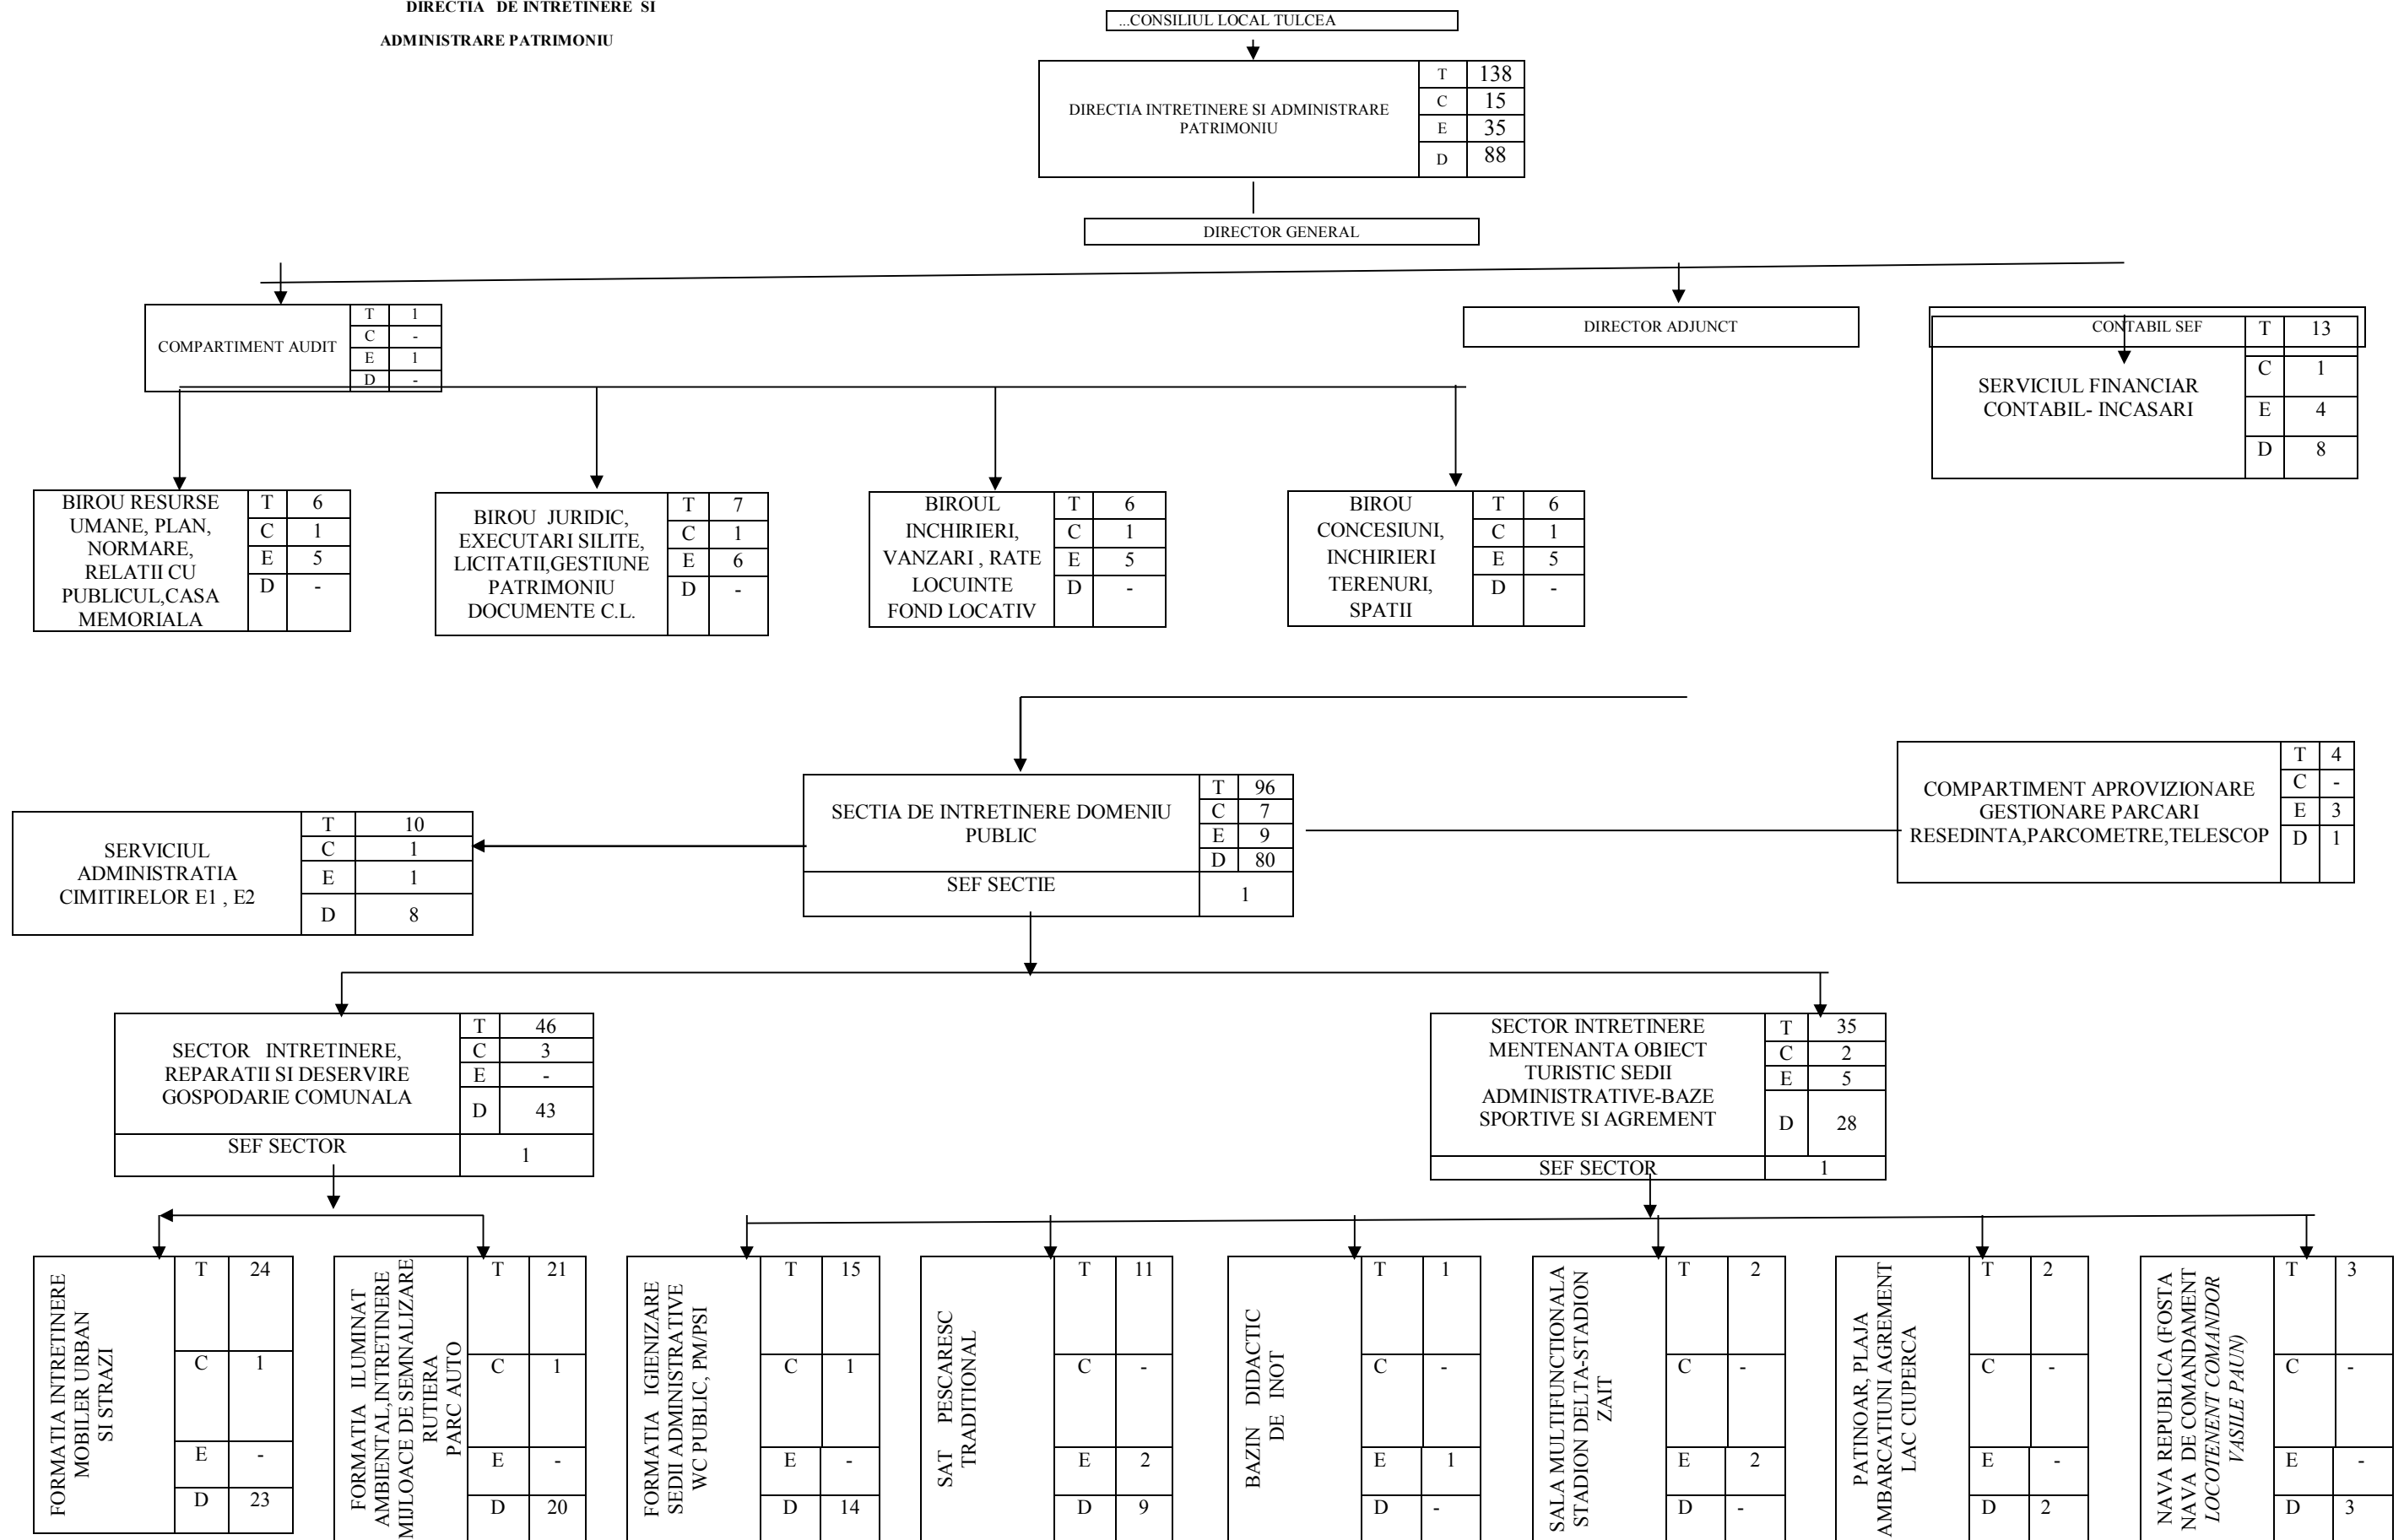 DIRECTIA DE INTRETINERE SI
ADMINISTRARE PATRIMONIU
...CONSILIUL LOCAL TULCEA
DIRECTIA INTRETINERE SI ADMINISTRARE
PATRIMONIU
T 138
C 15
E 35
D 88
DIRECTOR GENERAL
COMPARTIMENT AUDIT
T 1
C -
E 1
D -
DIRECTOR ADJUNCT
CONTABIL SEF
SERVICIUL FINANCIAR
CONTABIL- INCASARI
T 13
C 1
E 4
D 8
BIROU RESURSE
UMANE, PLAN,
NORMARE,
RELATII CU
PUBLICUL,CASA
MEMORIALA
T 6
C 1
E 5
D -
BIROU JURIDIC,
EXECUTARI SILITE,
LICITATII,GESTIUNE
PATRIMONIU
DOCUMENTE C.L.
T 7
C 1
E 6
D -
BIROUL
INCHIRIERI,
VANZARI , RATE
LOCUINTE
FOND LOCATIV
T 6
C 1
E 5
D -
BIROU
CONCESIUNI,
INCHIRIERI
TERENURI,
SPATII
T 6
C 1
E 5
D -
SERVICIUL
ADMINISTRATIA
CIMITIRELOR E1 , E2
T 10
C 1
E 1
D 8
SECTIA DE INTRETINERE DOMENIU
PUBLIC
T 96
C 7
E 9
D 80
SEF SECTIE 1
COMPARTIMENT APROVIZIONARE
GESTIONARE PARCARI
RESEDINTA,PARCOMETRE,TELESCOP
T 4
C -
E 3
D 1
SECTOR INTRETINERE,
REPARATII SI DESERVIRE
GOSPODARIE COMUNALA
T 46
C 3
E -
D 43
SEF SECTOR 1
SECTOR INTRETINERE
MENTENANTA OBIECT
TURISTIC SEDII
ADMINISTRATIVE-BAZE
SPORTIVE SI AGREMENT
T 35
C 2
E 5
D 28
SEF SECTOR 1
FORMATIA INTRETINERE
MOBILER URBAN
SI STRAZI
T 24
C 1
E -
D 23
FORMATIA ILUMINAT
AMBIENTAL,INTRETINERE
MIJLOACE DE SEMNALIZARE
RUTIERA
PARC AUTO
T 21
C 1
E -
D 20
FORMATIA IGIENIZARE
SEDII ADMINISTRATIVE
WC PUBLIC, PM/PSI
T 15
C 1
E -
D 14
SAT PESCARESC
TRADITIONAL
T 11
C -
E 2
D 9
BAZIN DIDACTIC
DE INOT
T 1
C -
E 1
D -
SALA MULTIFUNCTIONALA
STADION DELTA-STADION
ZAIT
T 2
C -
E 2
D -
PATINOAR, PLAJA
AMBARCATIUNI AGREMENT
LAC CIUPERCA
T 2
C -
E -
D 2
NAVA REPUBLICA (FOSTA
NAVA DE COMANDAMENT
LOCOTENENT COMANDOR
VASILE PAUN)
T 3
C -
E -
D 3